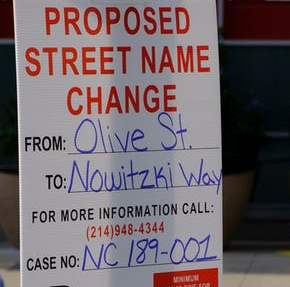 PROPOSED
STREET NAME
CHANGE
FROM: Olive St.
TO: Nowitzki Way
FOR MORE INFORMATION CALL:
(214)948-4344
CASE NO: NC 189-001
MINIMUM